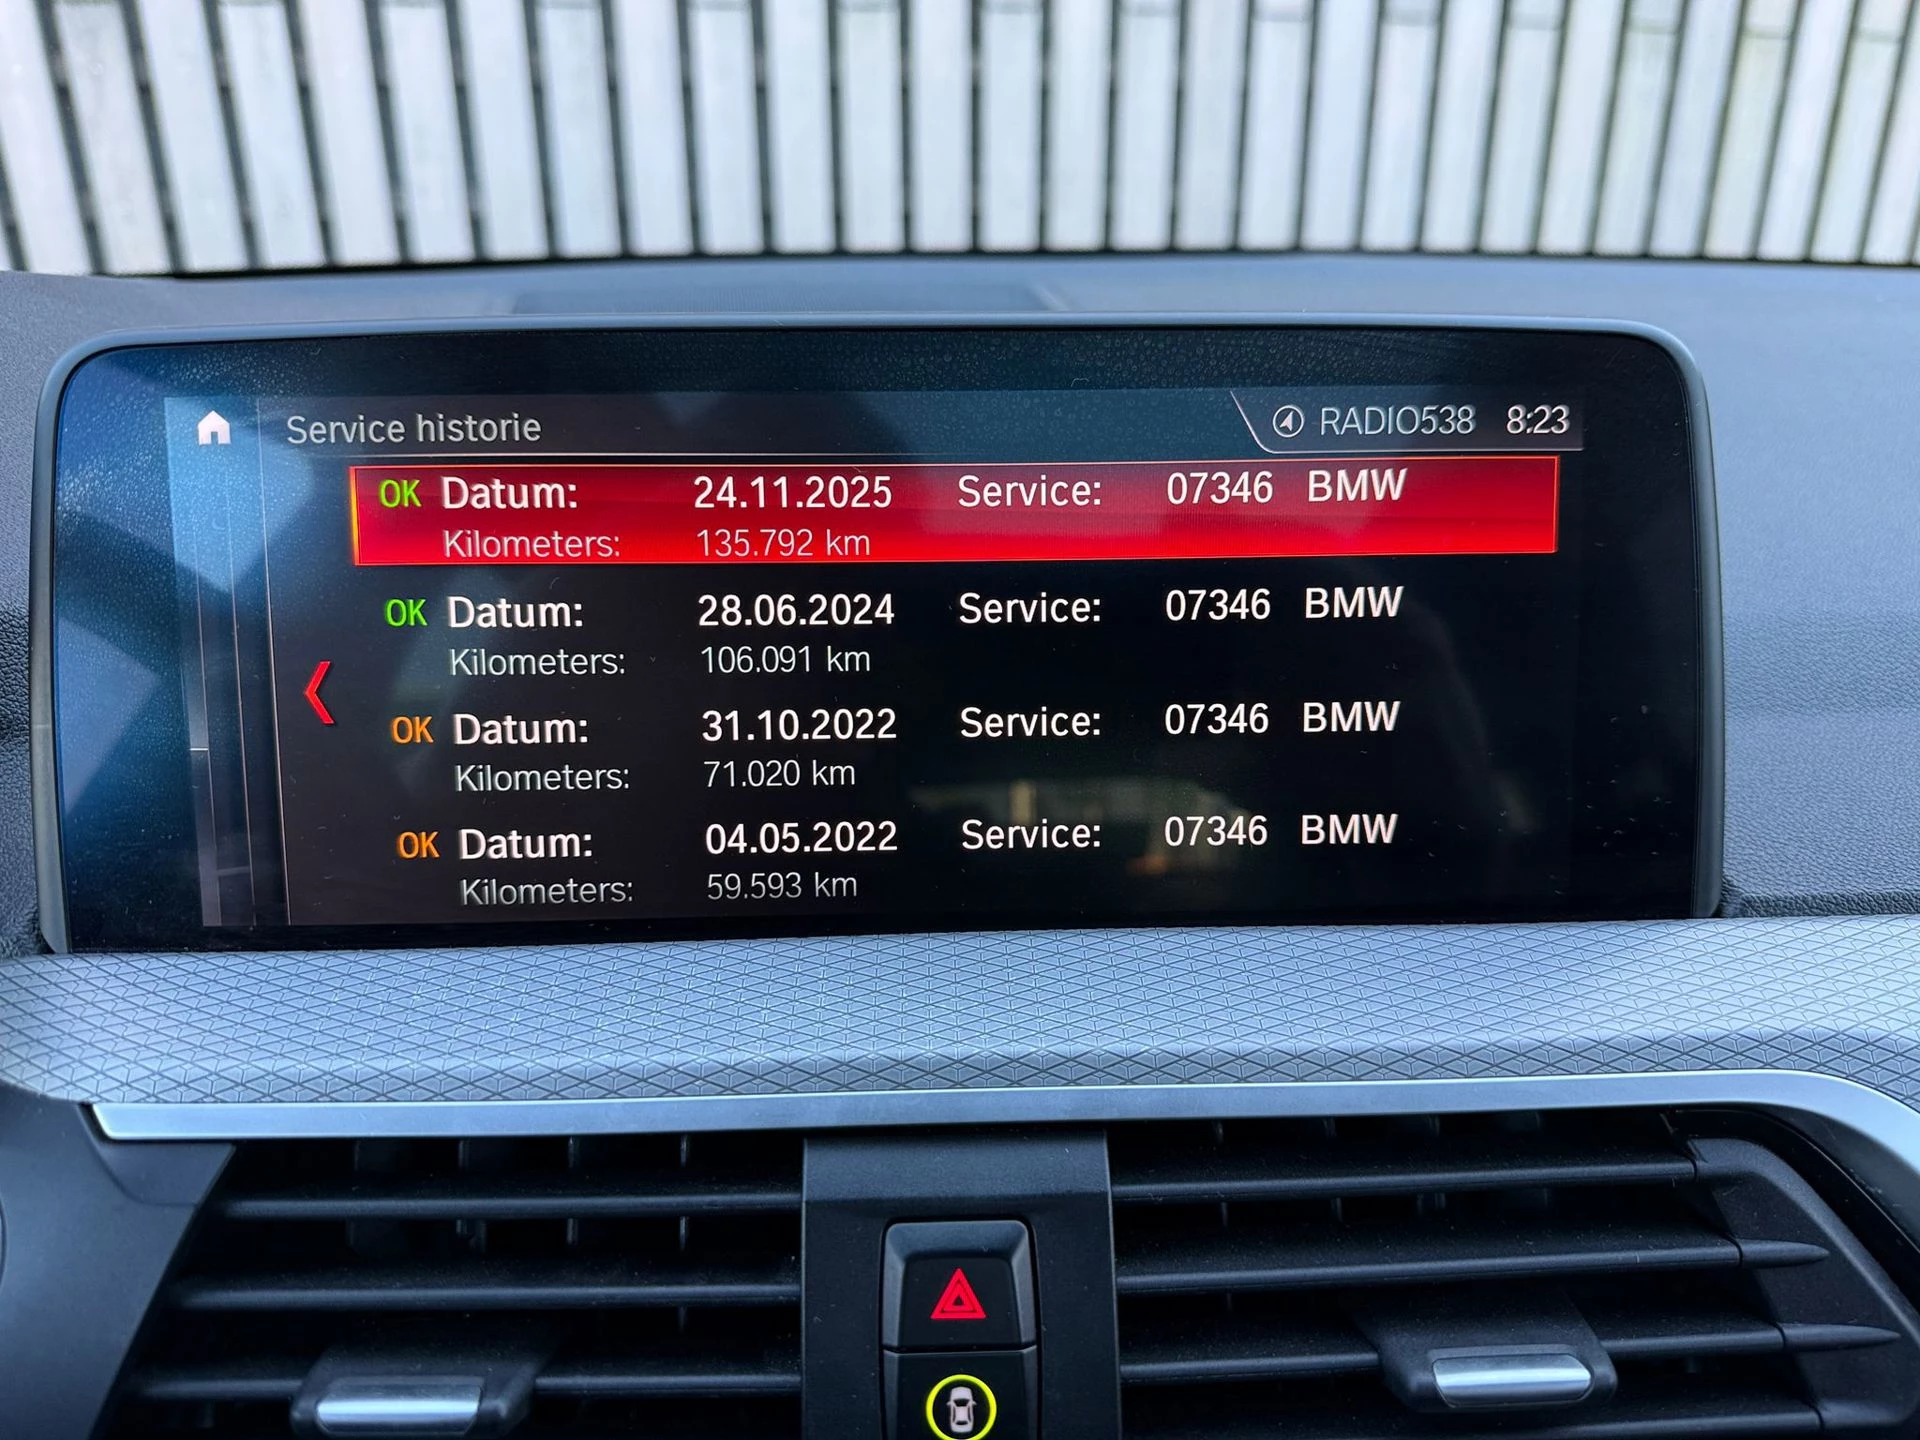 Service historie RADIO538 8:23
OK Datum: 24.11.2025 Service: 07346 BMW
Kilometers: 135.792 km
OK Datum: 28.06.2024 Service: 07346 BMW
Kilometers: 106.091 km
OK Datum: 31.10.2022 Service: 07346 BMW
Kilometers: 71.020 km
OK Datum: 04.05.2022 Service: 07346 BMW
Kilometers: 59.593 km